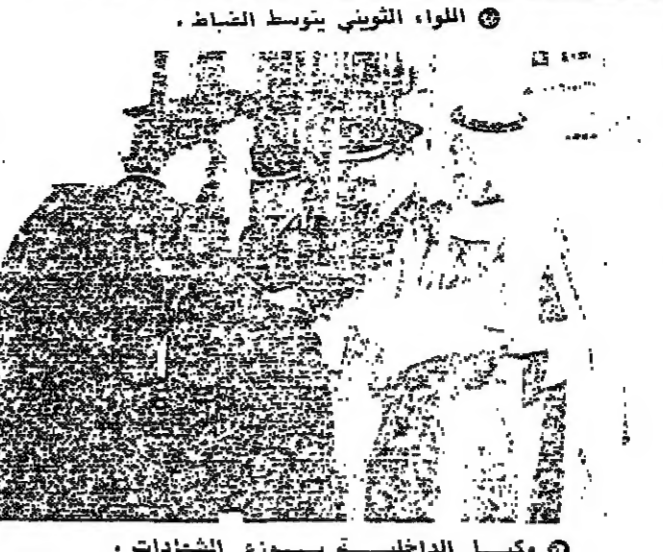 اللواء الثويني يتوسط الضباط .
وكيل الداخلية يوزع الشهادات .